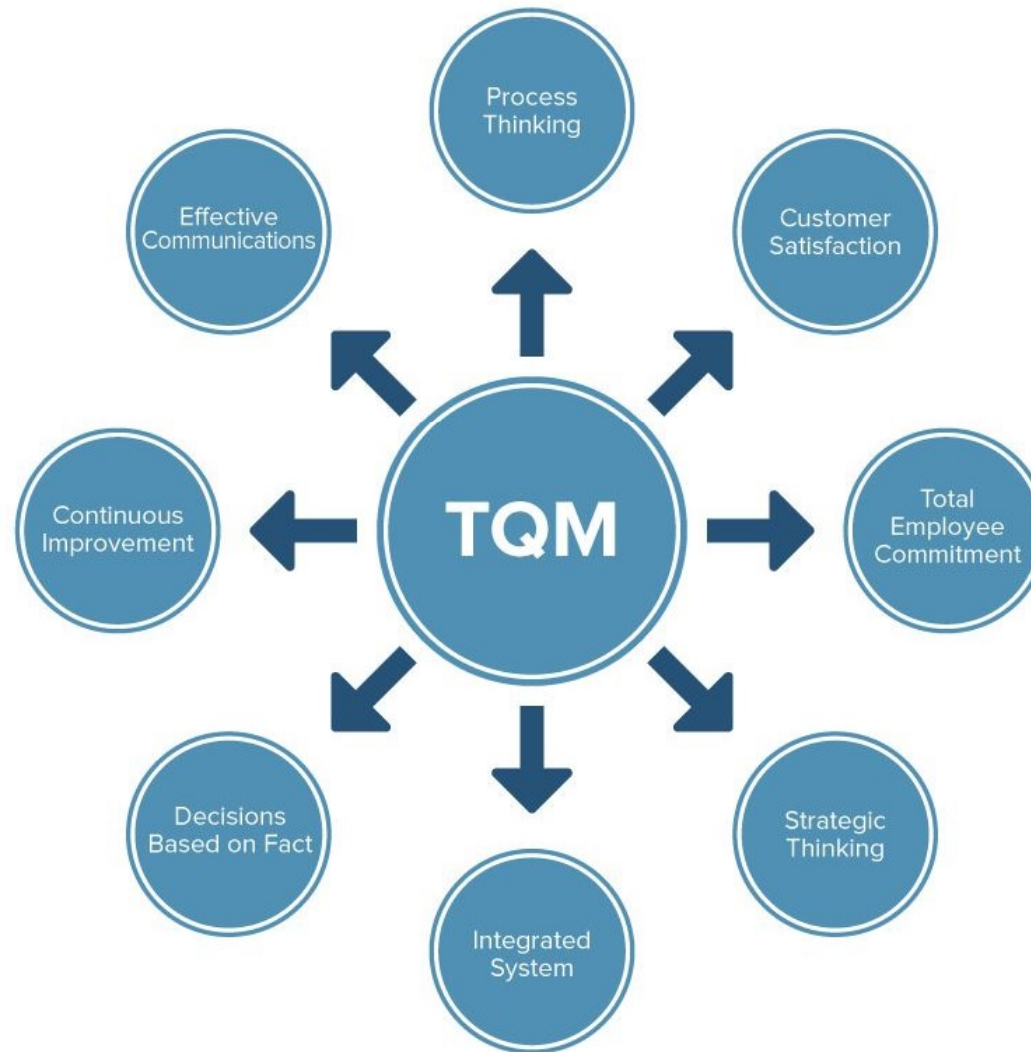 Process
Thinking
Customer
Satisfaction
Total
Employee
Commitment
Strategic
Thinking
Integrated
System
Decisions
Based on Fact
Continuous
Improvement
Effective
Communications
TQM